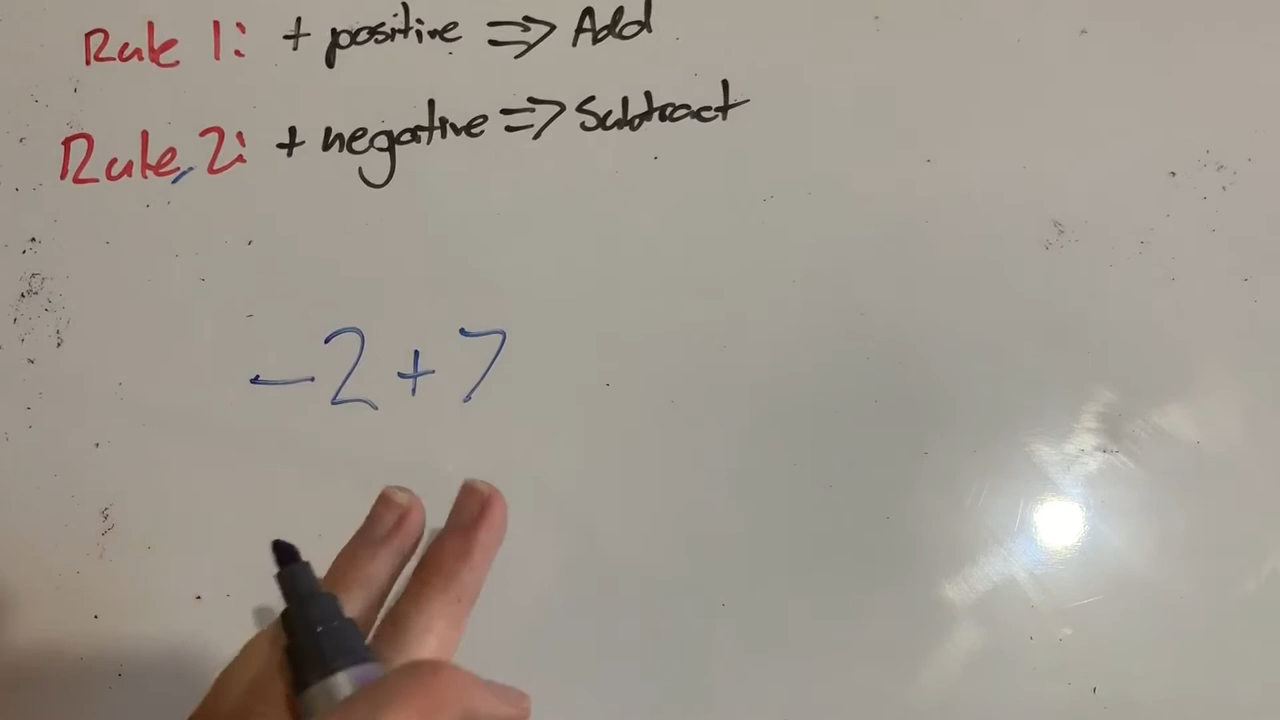 Rule 1: + positive => Add
Rule 2: + negative => Subtract
-2+7